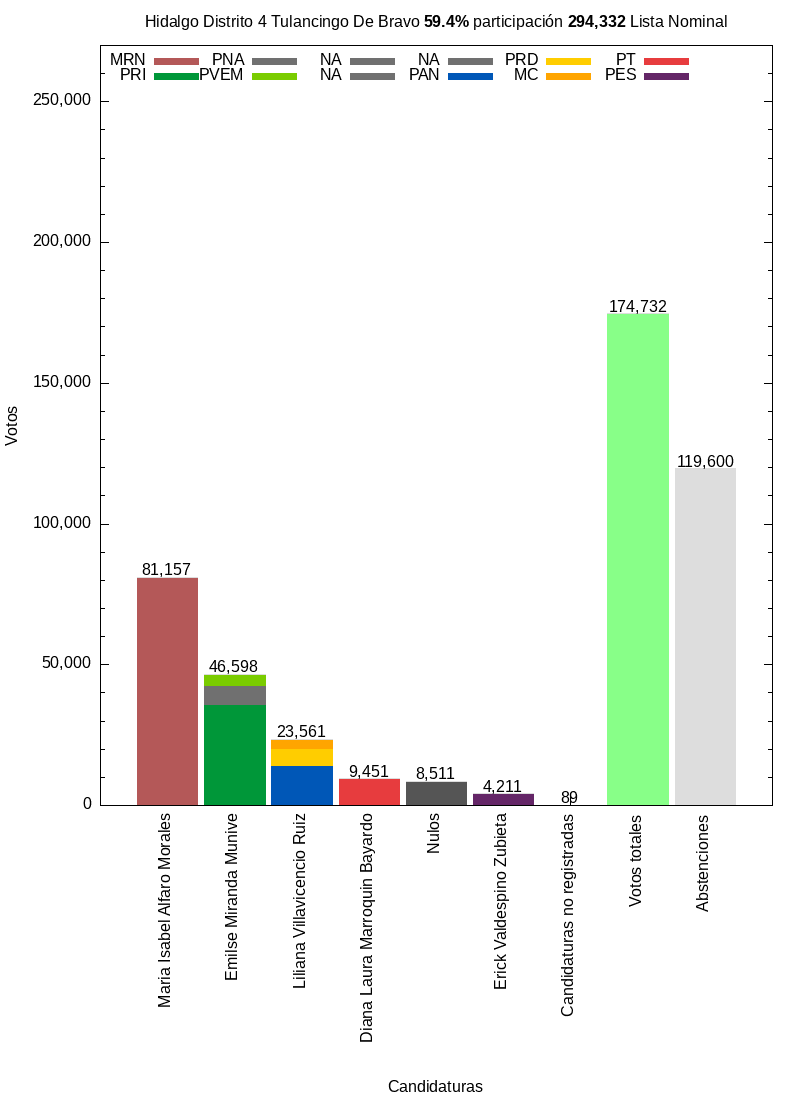 Hidalgo Distrito 4 Tulancingo De Bravo 59.4% participación 294,332 Lista Nominal
MRN PNA NA NA PRD PT
PRI PVEM NA PAN MC PES
250,000
200,000
150,000
100,000
50,000
0
Votos
81,157
46,598
23,561
9,451
8,511
4,211
89
174,732
119,600
Maria Isabel Alfaro Morales
Emilse Miranda Munive
Liliana Villavicencio Ruiz
Diana Laura Marroquin Bayardo
Nulos
Erick Valdespino Zubieta
Candidaturas no registradas
Votos totales
Abstenciones
Candidaturas